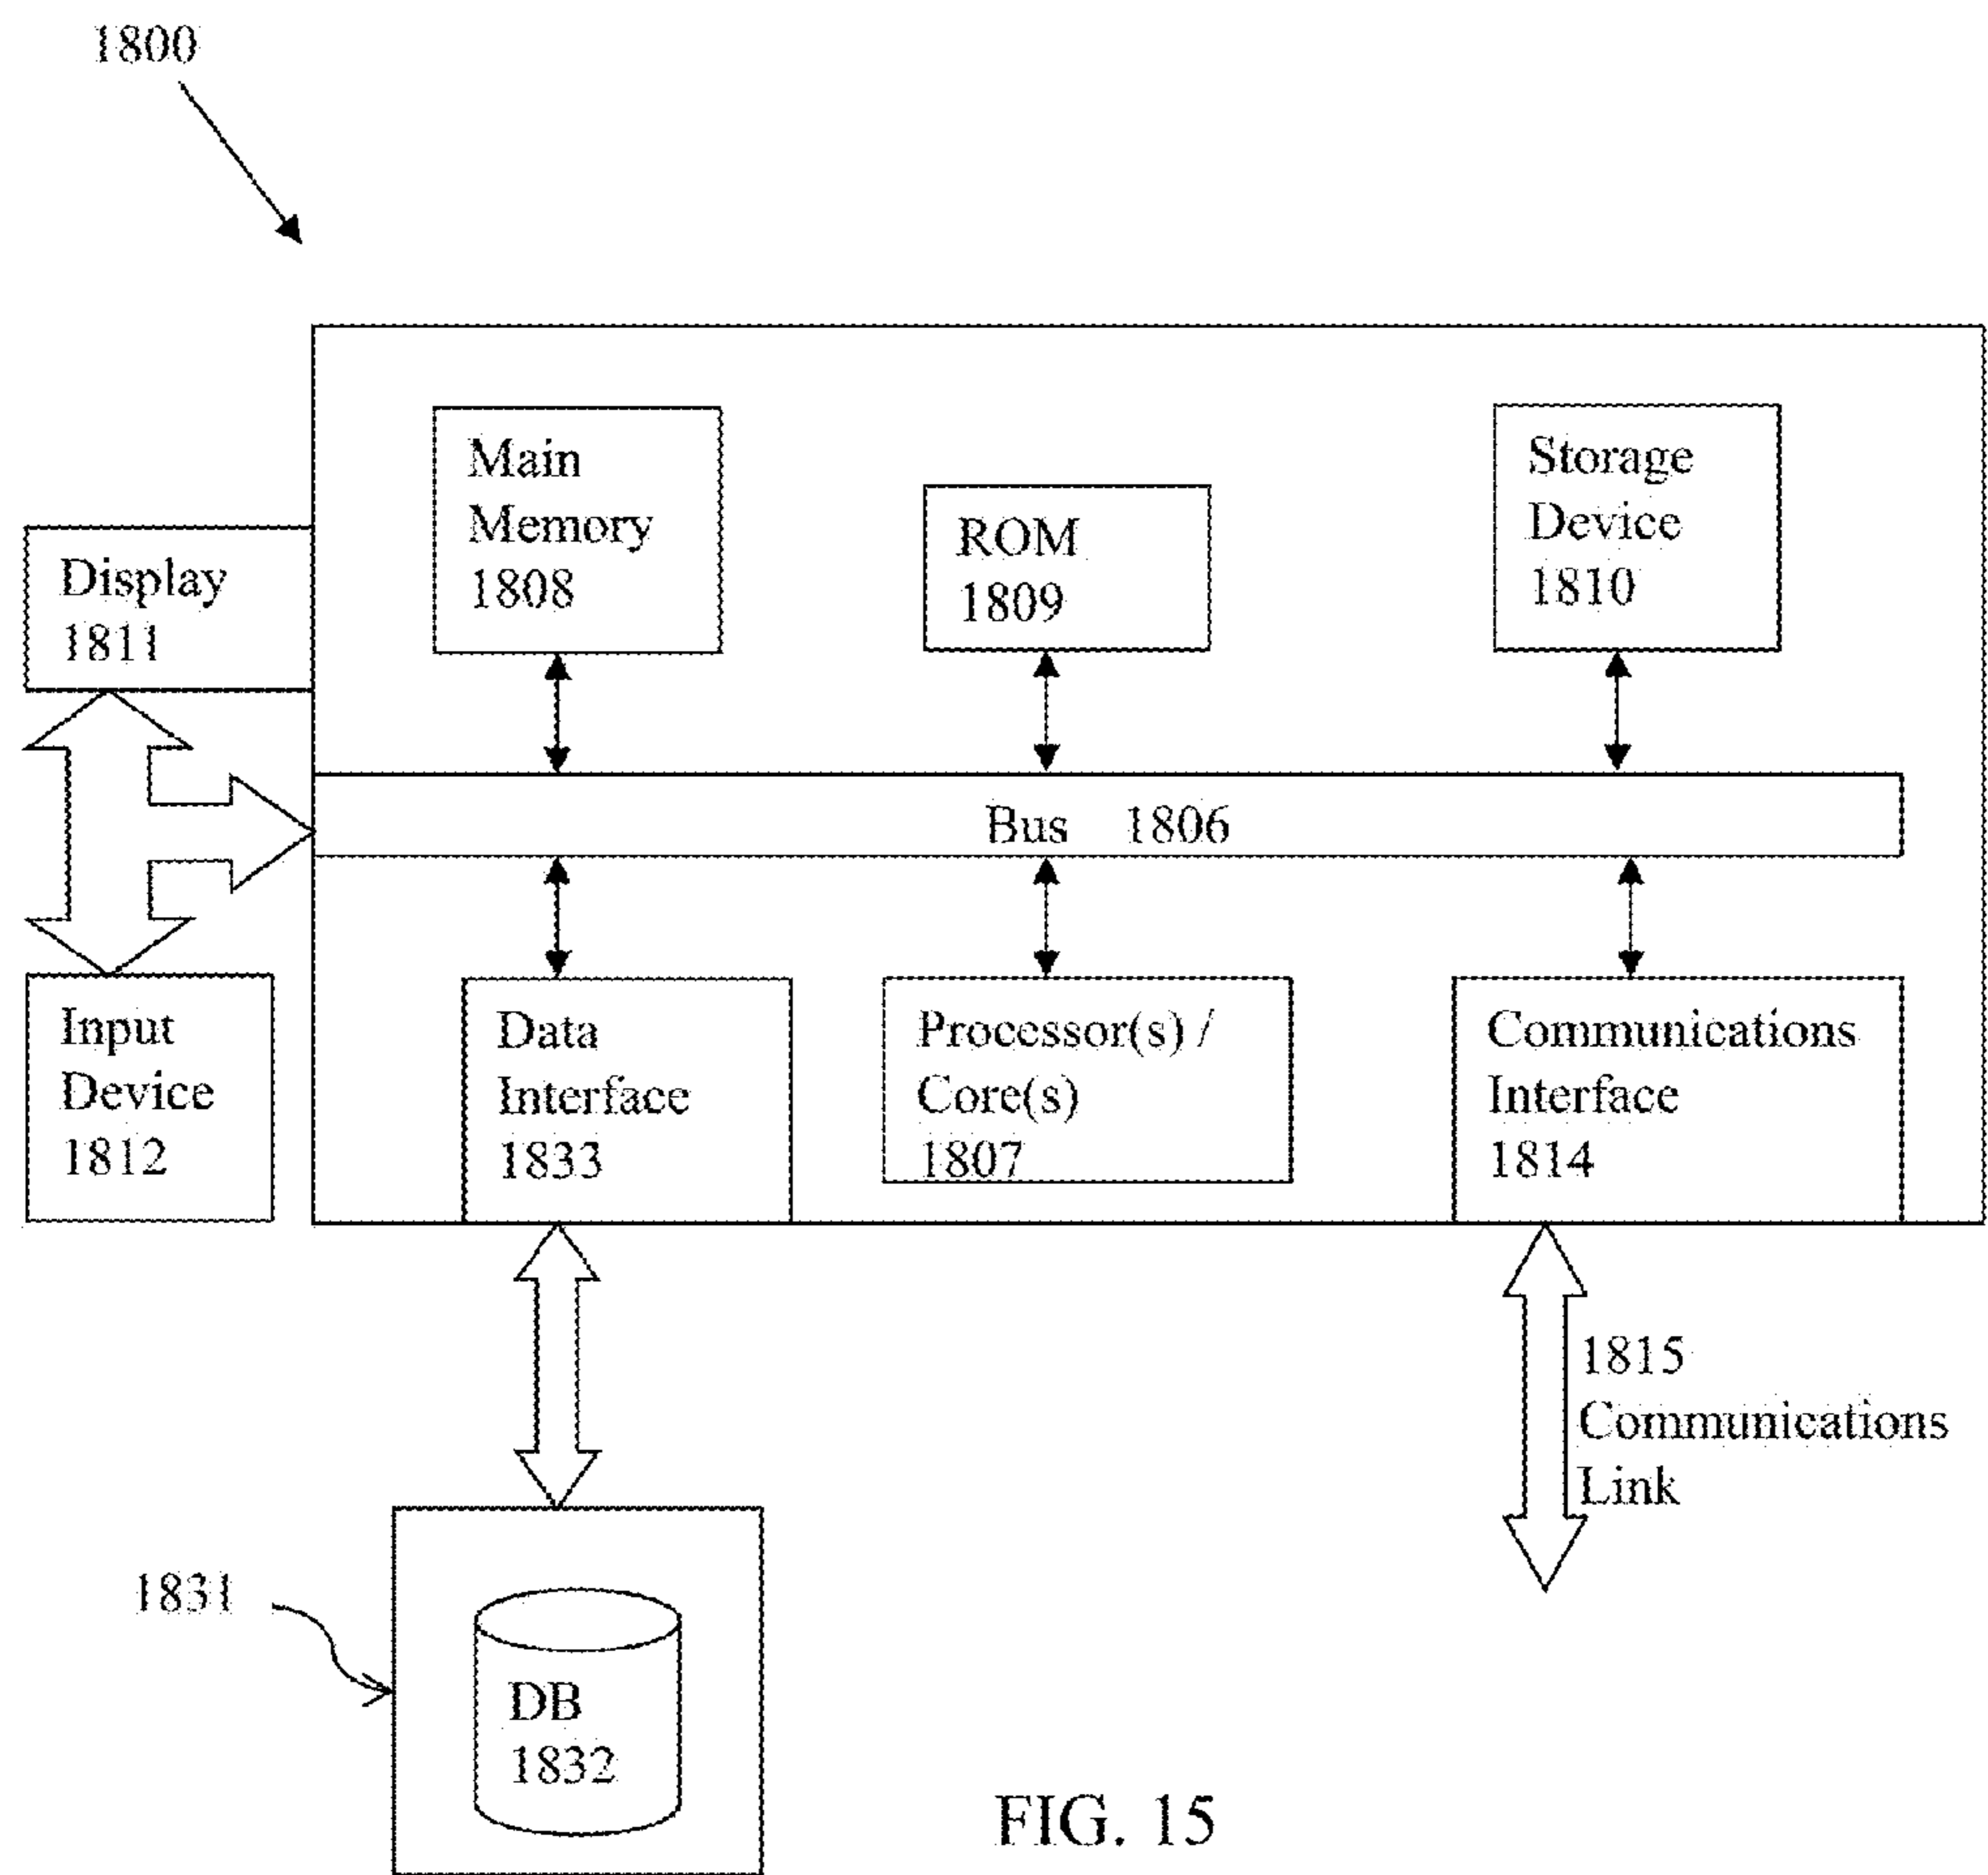 1800
Main
Memory
1808
ROM
1809
Storage
Device
1810
Display
1811
Bus 1806
Input
Device
1812
Data
Interface
1833
Processor(s) /
Core(s)
1807
Communications
Interface
1814
1815
Communications
Link
1831
DB
1832
FIG. 15